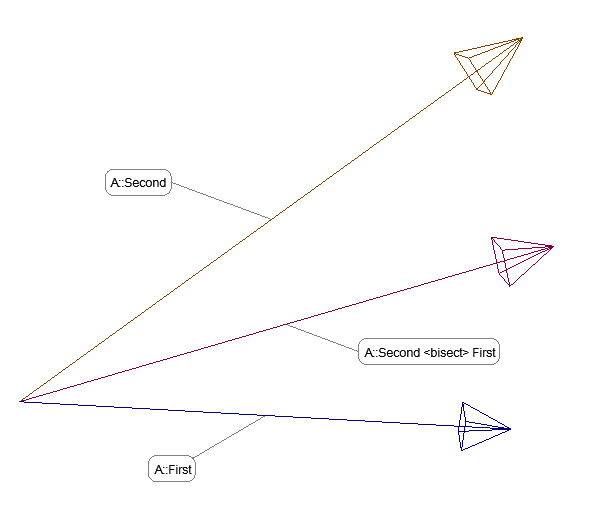 A::Second
A::Second <bisect> First
A::First